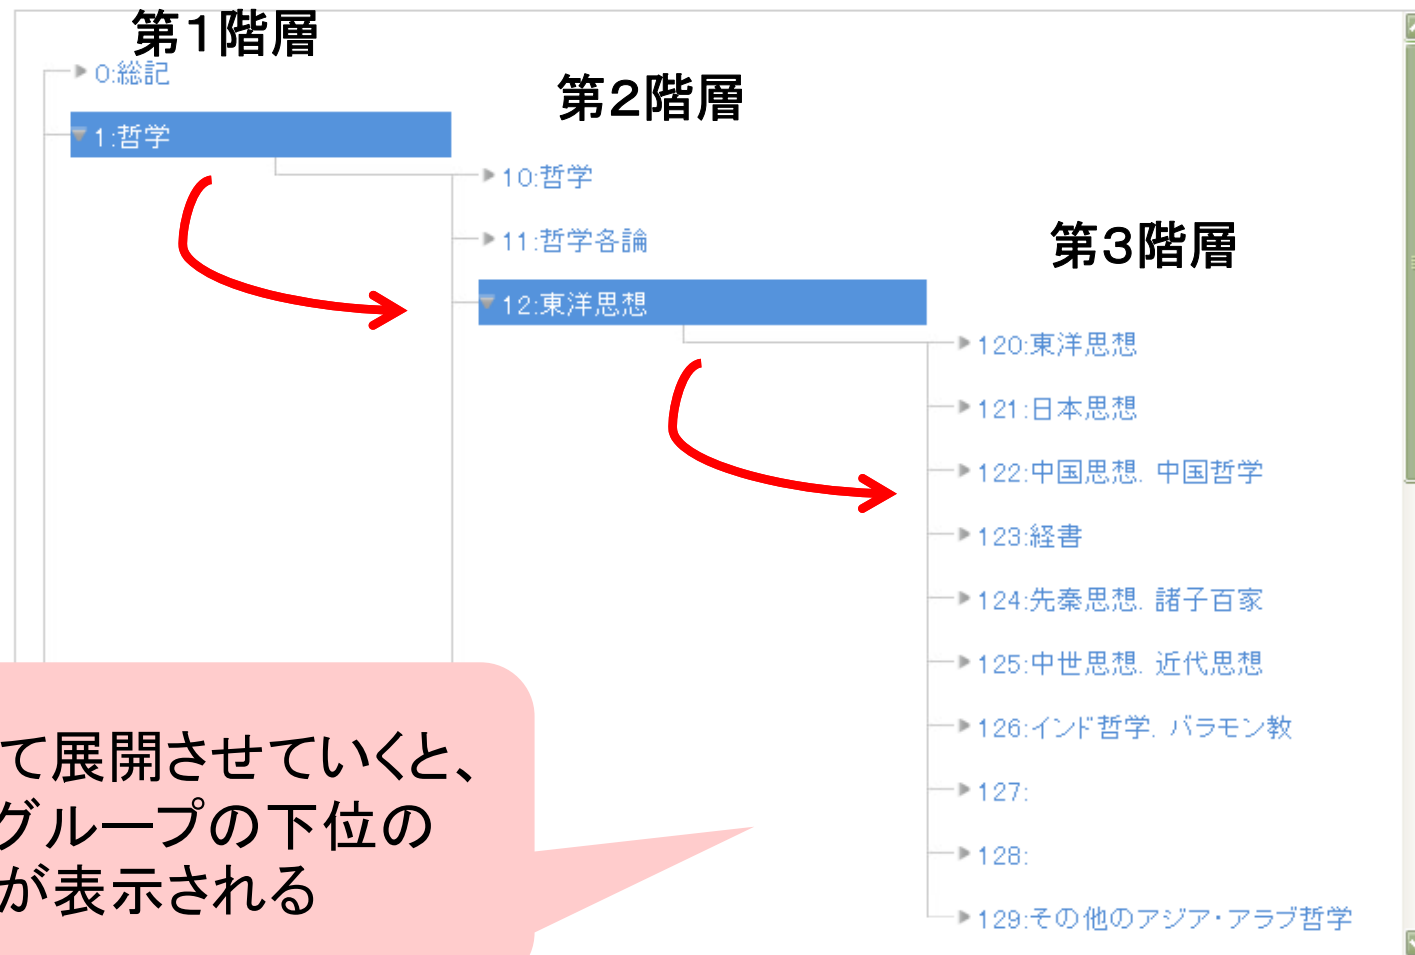 第1階層
0:総記
第2階層
1:哲学
10:哲学
第3階層
11:哲学各論
12:東洋思想
120:東洋思想
121:日本思想
122:中国思想. 中国哲学
123:経書
124:先秦思想. 諸子百家
125:中世思想. 近代思想
126:インド哲学. バラモン教
127:
128:
129:その他のアジア・アラブ哲学
て展開させていくと、
グループの下位の
が表示される